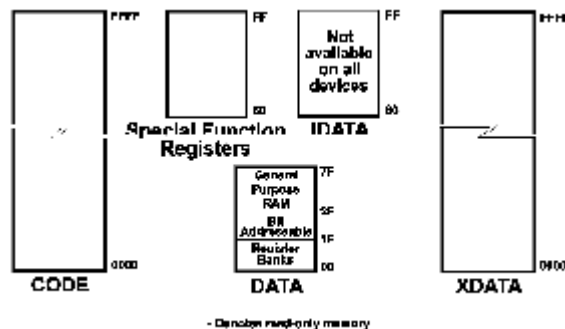 FFFF
FF
FF
FFFF
Not
available
on all
devices
80
80
Special Function
Registers
IDATA
General
Purpose
RAM
Bit
Addressable
Register
Banks
7F
2F
1F
00
0000
0000
CODE
DATA
XDATA
- Denotes read-only memory